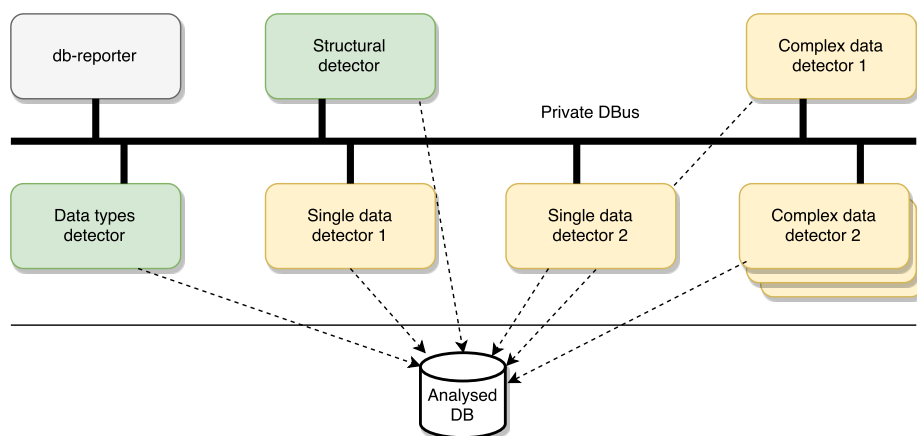 db-reporter
Structural
detector
Complex data
detector 1
Private DBus
Data types
detector
Single data
detector 1
Single data
detector 2
Complex data
detector 2
Analysed
DB